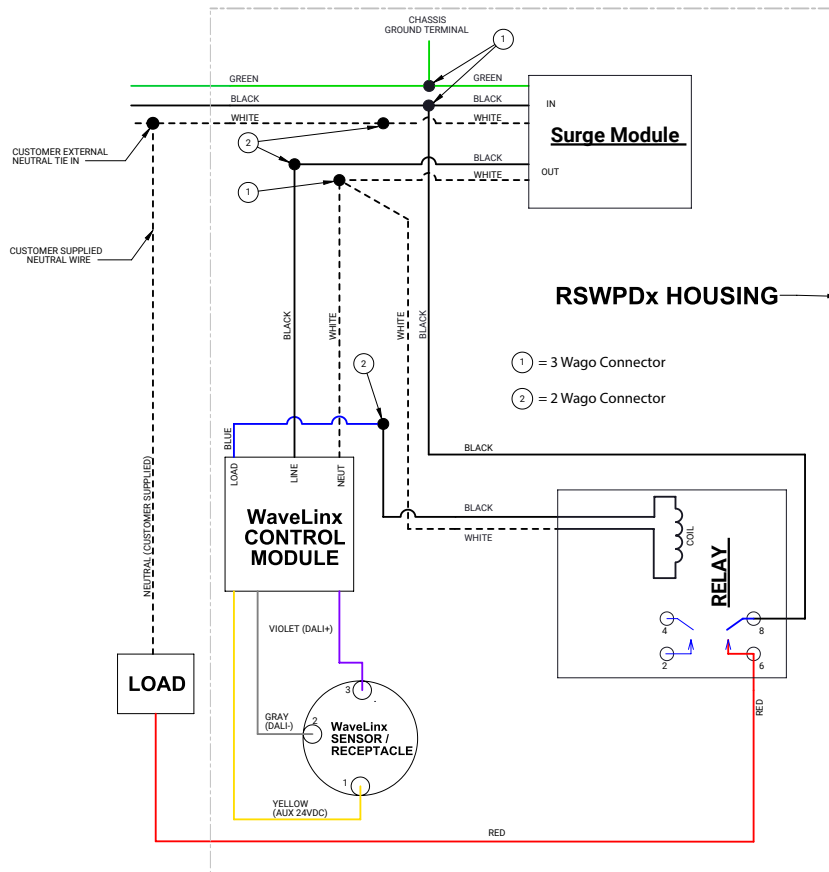 CHASSIS
GROUND TERMINAL
1
GREEN
GREEN
BLACK
BLACK
IN
WHITE
WHITE
Surge Module
CUSTOMER EXTERNAL
NEUTRAL TIE IN
2
BLACK
OUT
1
WHITE
CUSTOMER SUPPLIED
NEUTRAL WIRE
RSWPDx HOUSING
BLACK
WHITE
WHITE
BLACK
1 = 3 Wago Connector
2
2 = 2 Wago Connector
BLUE
BLACK
LOAD
LINE
NEUT
NEUTRAL (CUSTOMER SUPPLIED)
WaveLinx
CONTROL
MODULE
BLACK
WHITE
COIL
RELAY
4
8
2
6
VIOLET (DALI+)
LOAD
3
RED
GRAY
(DALI-)
2
WaveLinx
SENSOR /
RECEPTACLE
1
YELLOW
(AUX 24VDC)
RED